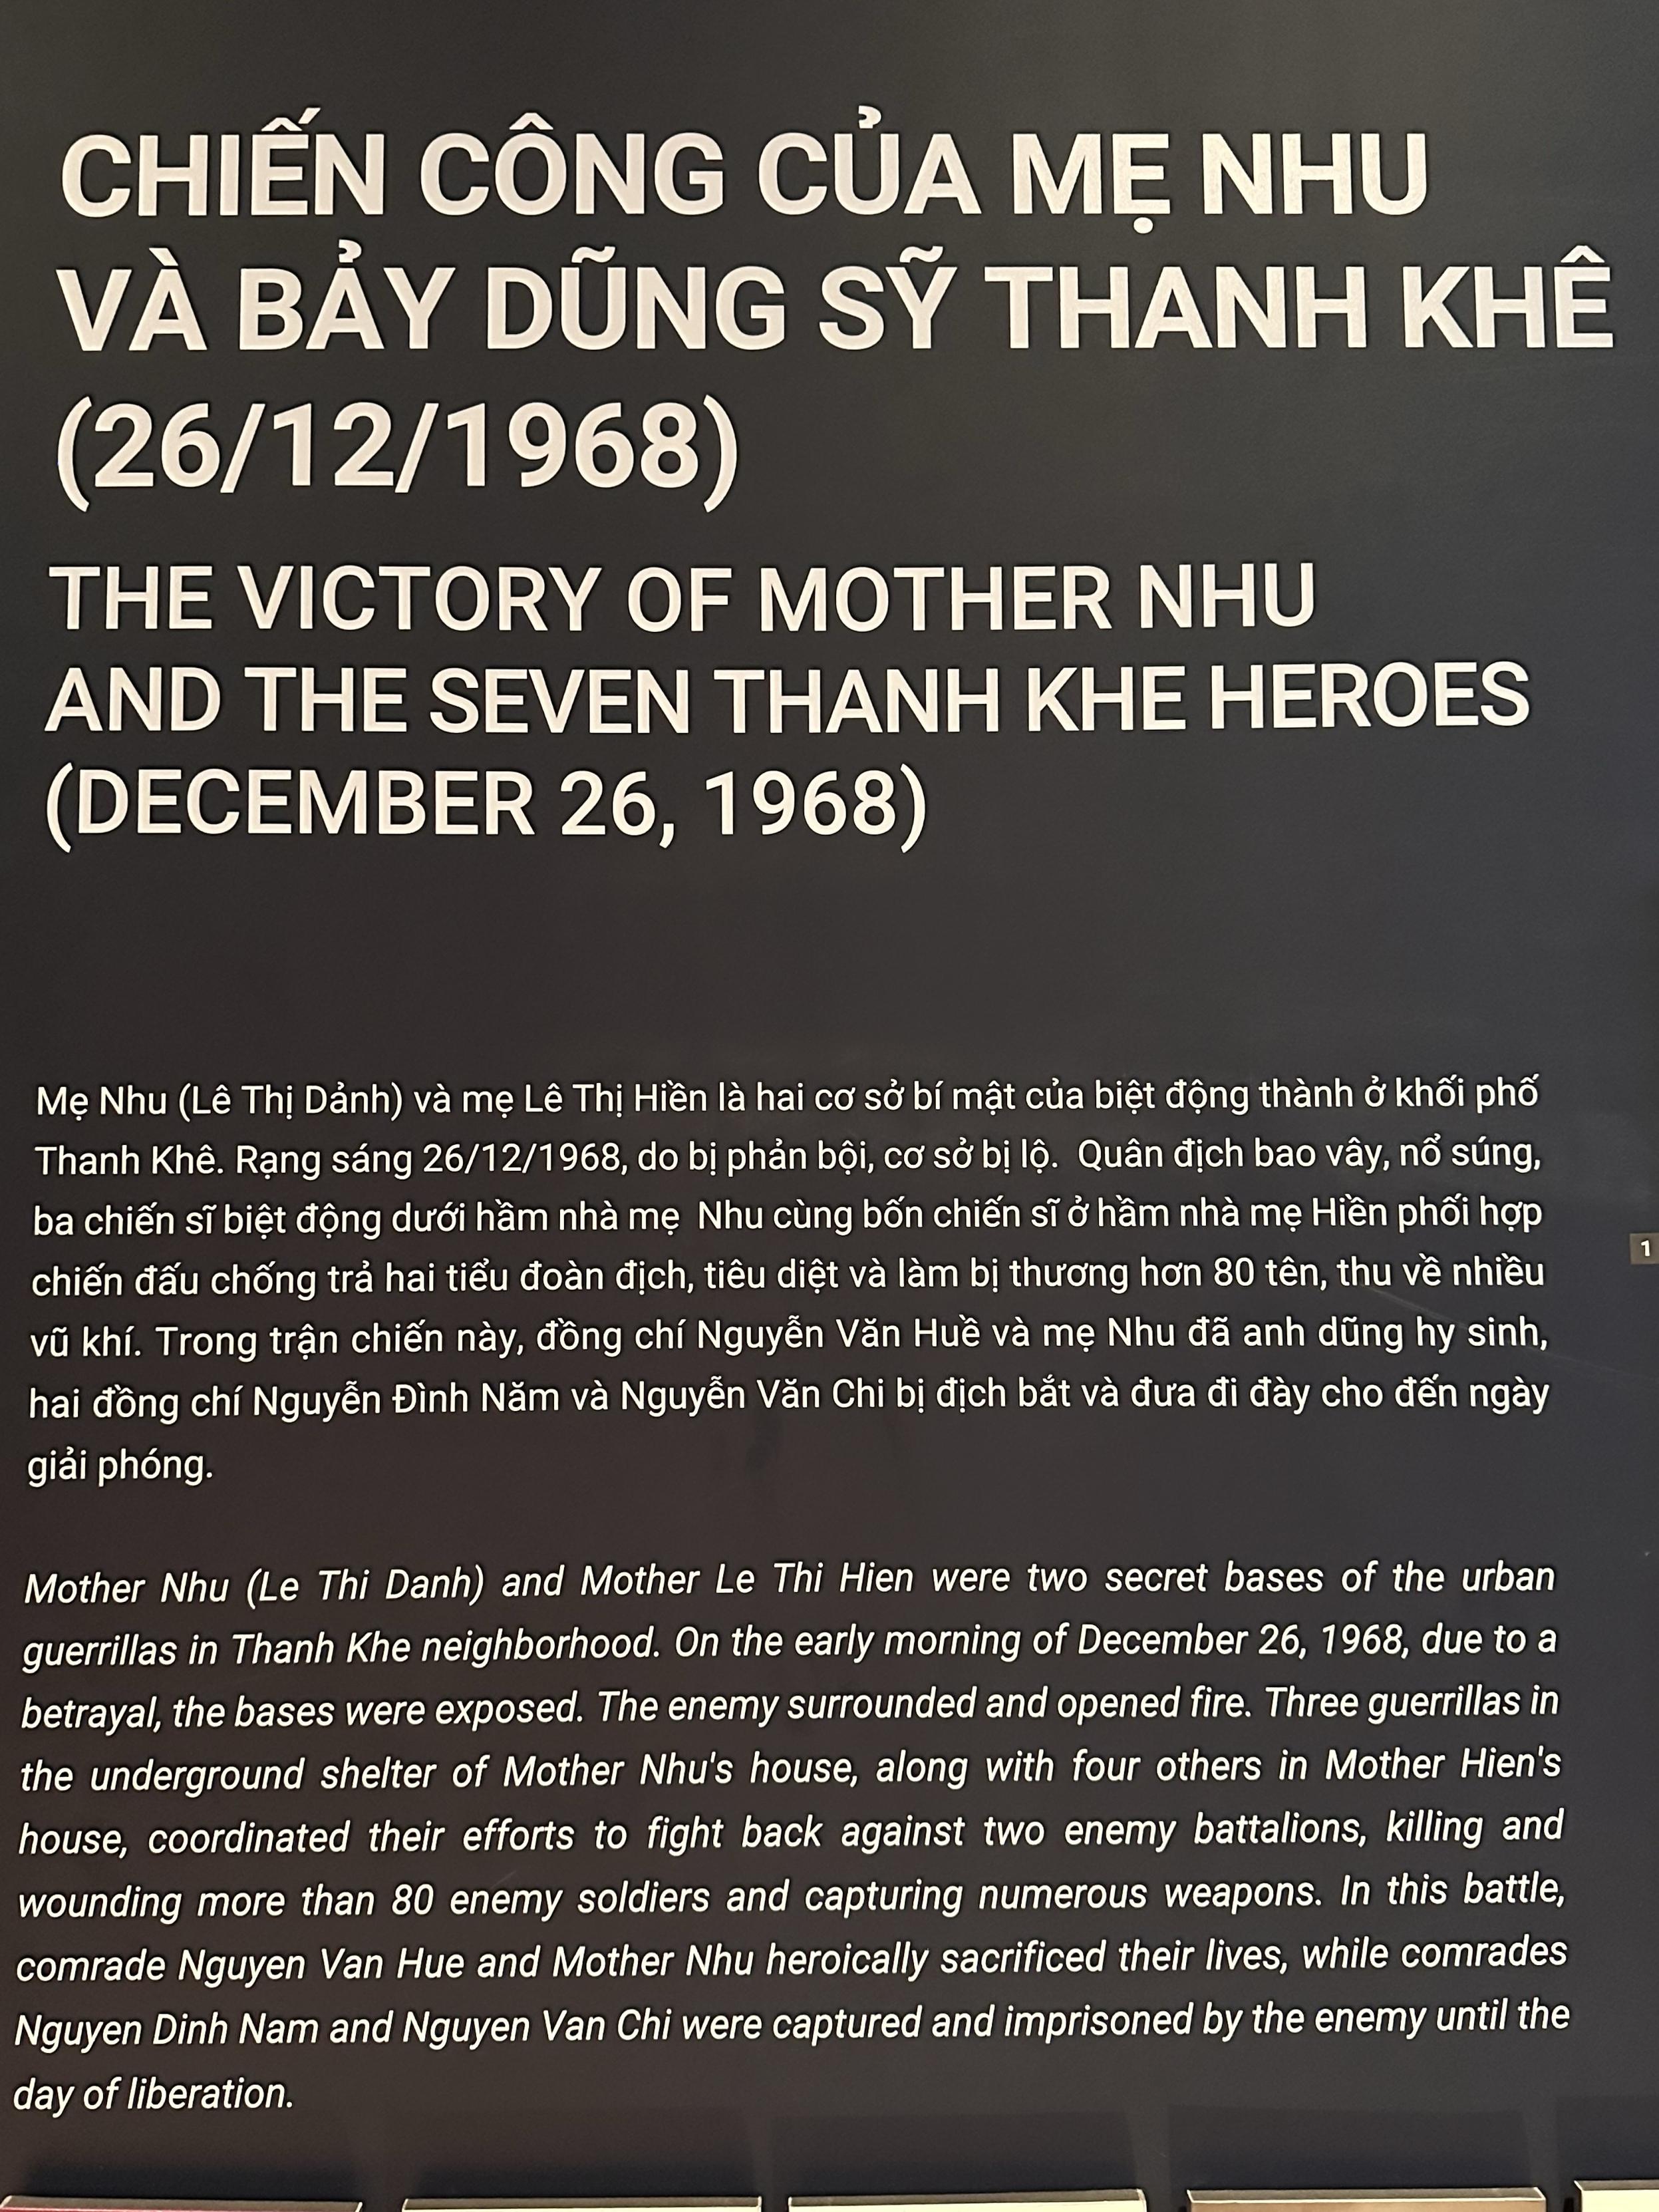 CHIẾN CÔNG CỦA MẸ NHU
VÀ BẢY DŨNG SỸ THANH KHÊ
(26/12/1968)
THE VICTORY OF MOTHER NHU
AND THE SEVEN THANH KHE HEROES
(DECEMBER 26, 1968)
Mẹ Nhu (Lê Thị Dảnh) và mẹ Lê Thị Hiền là hai cơ sở bí mật của biệt động thành ở khối phố
Thanh Khê. Rạng sáng 26/12/1968, do bị phản bội, cơ sở bị lộ. Quân địch bao vây, nổ súng,
ba chiến sĩ biệt động dưới hầm nhà mẹ Nhu cùng bốn chiến sĩ ở hầm nhà mẹ Hiền phối hợp
chiến đấu chống trả hai tiểu đoàn địch, tiêu diệt và làm bị thương hơn 80 tên, thu về nhiều
vũ khí. Trong trận chiến này, đồng chí Nguyễn Văn Huề và mẹ Nhu đã anh dũng hy sinh,
hai đồng chí Nguyễn Đình Năm và Nguyễn Văn Chi bị địch bắt và đưa đi đày cho đến ngày
giải phóng.
Mother Nhu (Le Thi Danh) and Mother Le Thi Hien were two secret bases of the urban
guerrillas in Thanh Khe neighborhood. On the early morning of December 26, 1968, due to a
betrayal, the bases were exposed. The enemy surrounded and opened fire. Three guerrillas in
the underground shelter of Mother Nhu's house, along with four others in Mother Hien's
house, coordinated their efforts to fight back against two enemy battalions, killing and
wounding more than 80 enemy soldiers and capturing numerous weapons. In this battle,
comrade Nguyen Van Hue and Mother Nhu heroically sacrificed their lives, while comrades
Nguyen Dinh Nam and Nguyen Van Chi were captured and imprisoned by the enemy until the
day of liberation.
1